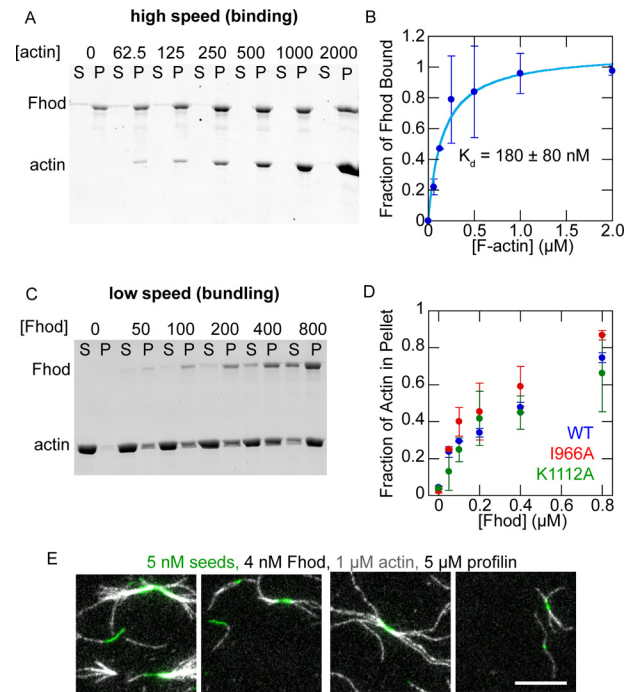 A
high speed (binding)
[actin] 0 62.5 125 250 500 1000 2000
S P S P S P S P S P S P S P
Fhod
actin
B
Fraction of Fhod Bound
1.2
1
0.8
0.6
0.4
0.2
0
K_d = 180 ± 80 nM
0 0.5 1.0 1.5 2.0
[F-actin] (µM)
C
low speed (bundling)
[Fhod] 0 50 100 200 400 800
S P S P S P S P S P S P
Fhod
actin
D
Fraction of Actin in Pellet
1
0.8
0.6
0.4
0.2
0
WT
I966A
K1112A
0 0.2 0.4 0.6 0.8
[Fhod] (µM)
E
5 nM seeds, 4 nM Fhod, 1 µM actin, 5 µM profilin